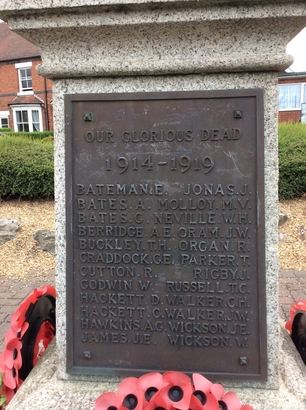 OUR GLORIOUS DEAD
1914-1919
BATEMAN.E. JONAS.J.
BATES.A. MOLLOY.M.V.
BATES.G. NEVILLE.W.H.
BERRIDGE.A.E. ORAM.J.W.
BUCKLEY.T.H. ORGAN.R.
CRADDOCK.G.E. PARKER.T.
CUTTON.R. RIGBY.J.
GODWIN.W. RUSSELL.T.C.
HACKETT.D. WALKER.G.H.
HACKETT.G. WALKER.J.W.
HAWKINS.A.G. WICKSON.J.E.
JAMES.J.E. WICKSON.W.